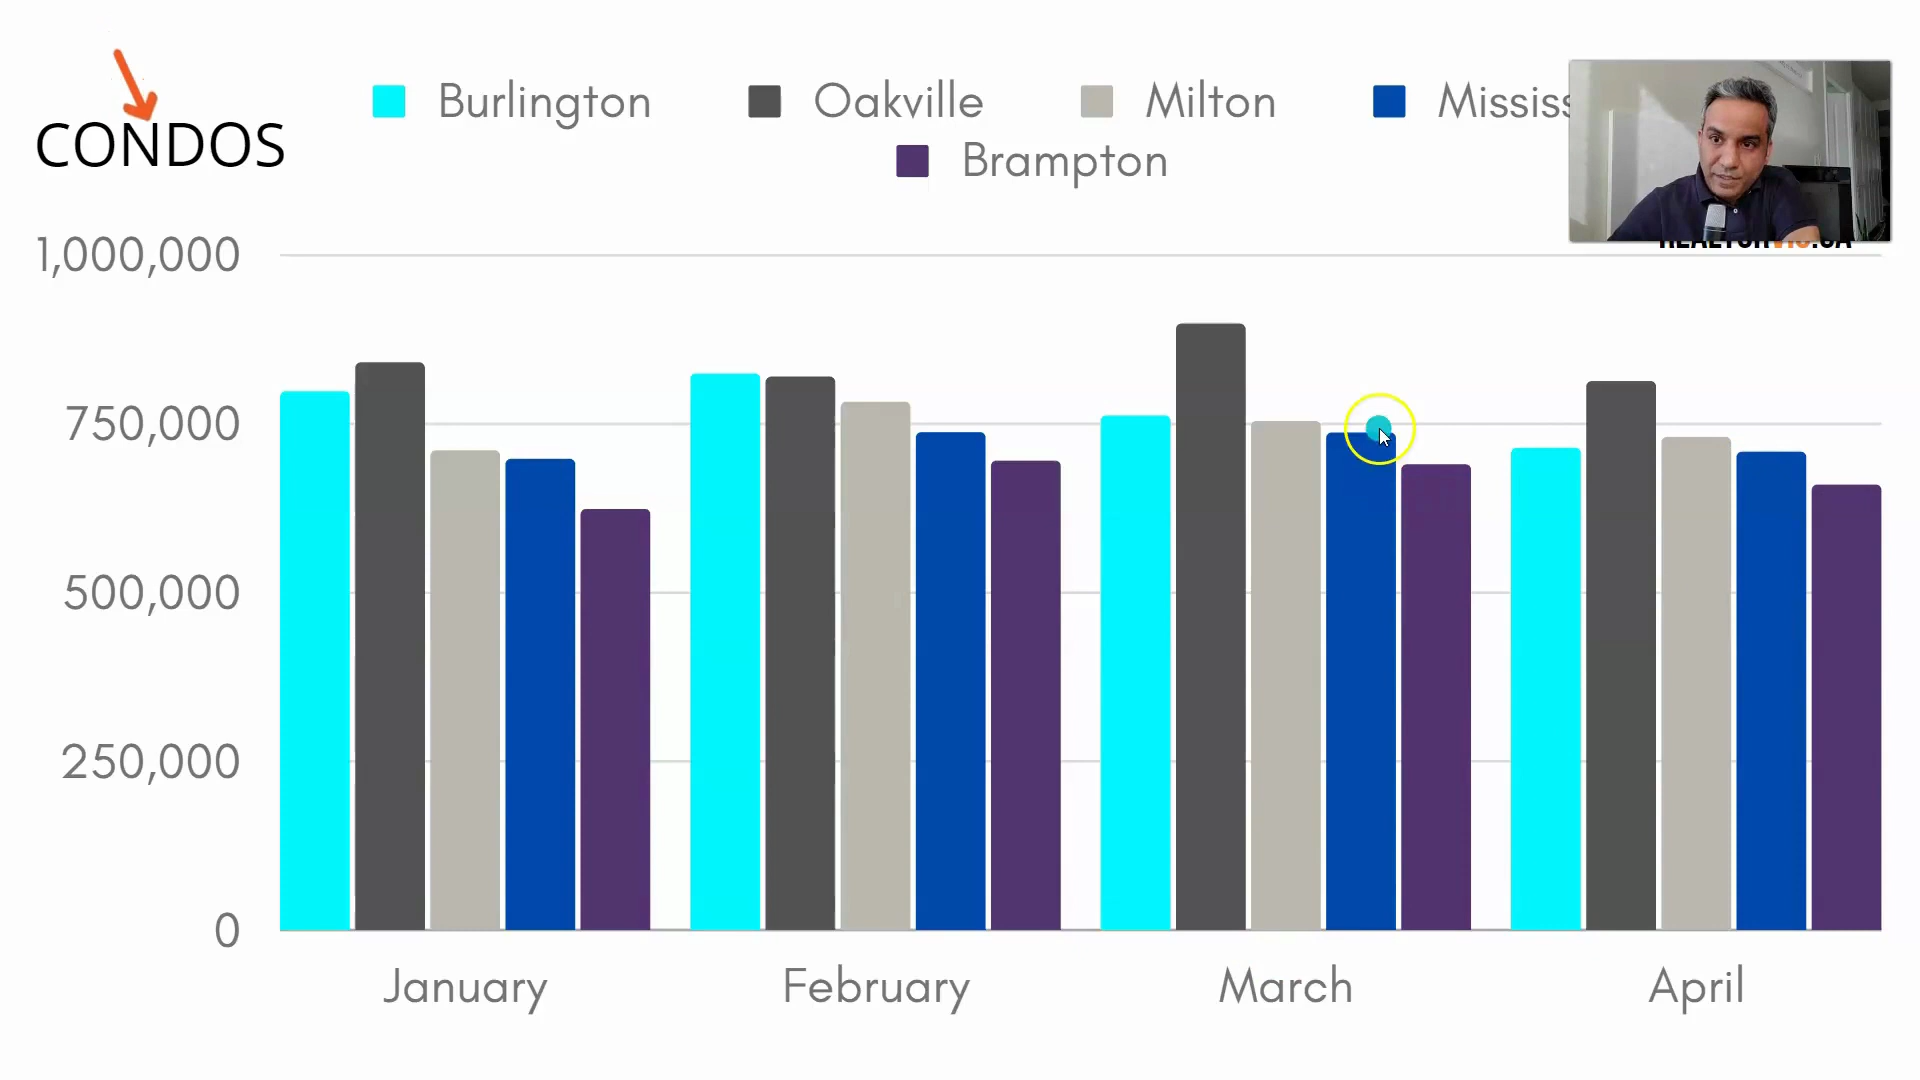 CONDOS
Burlington Oakville Milton Missis
Brampton
1,000,000
750,000
500,000
250,000
0
January February March April